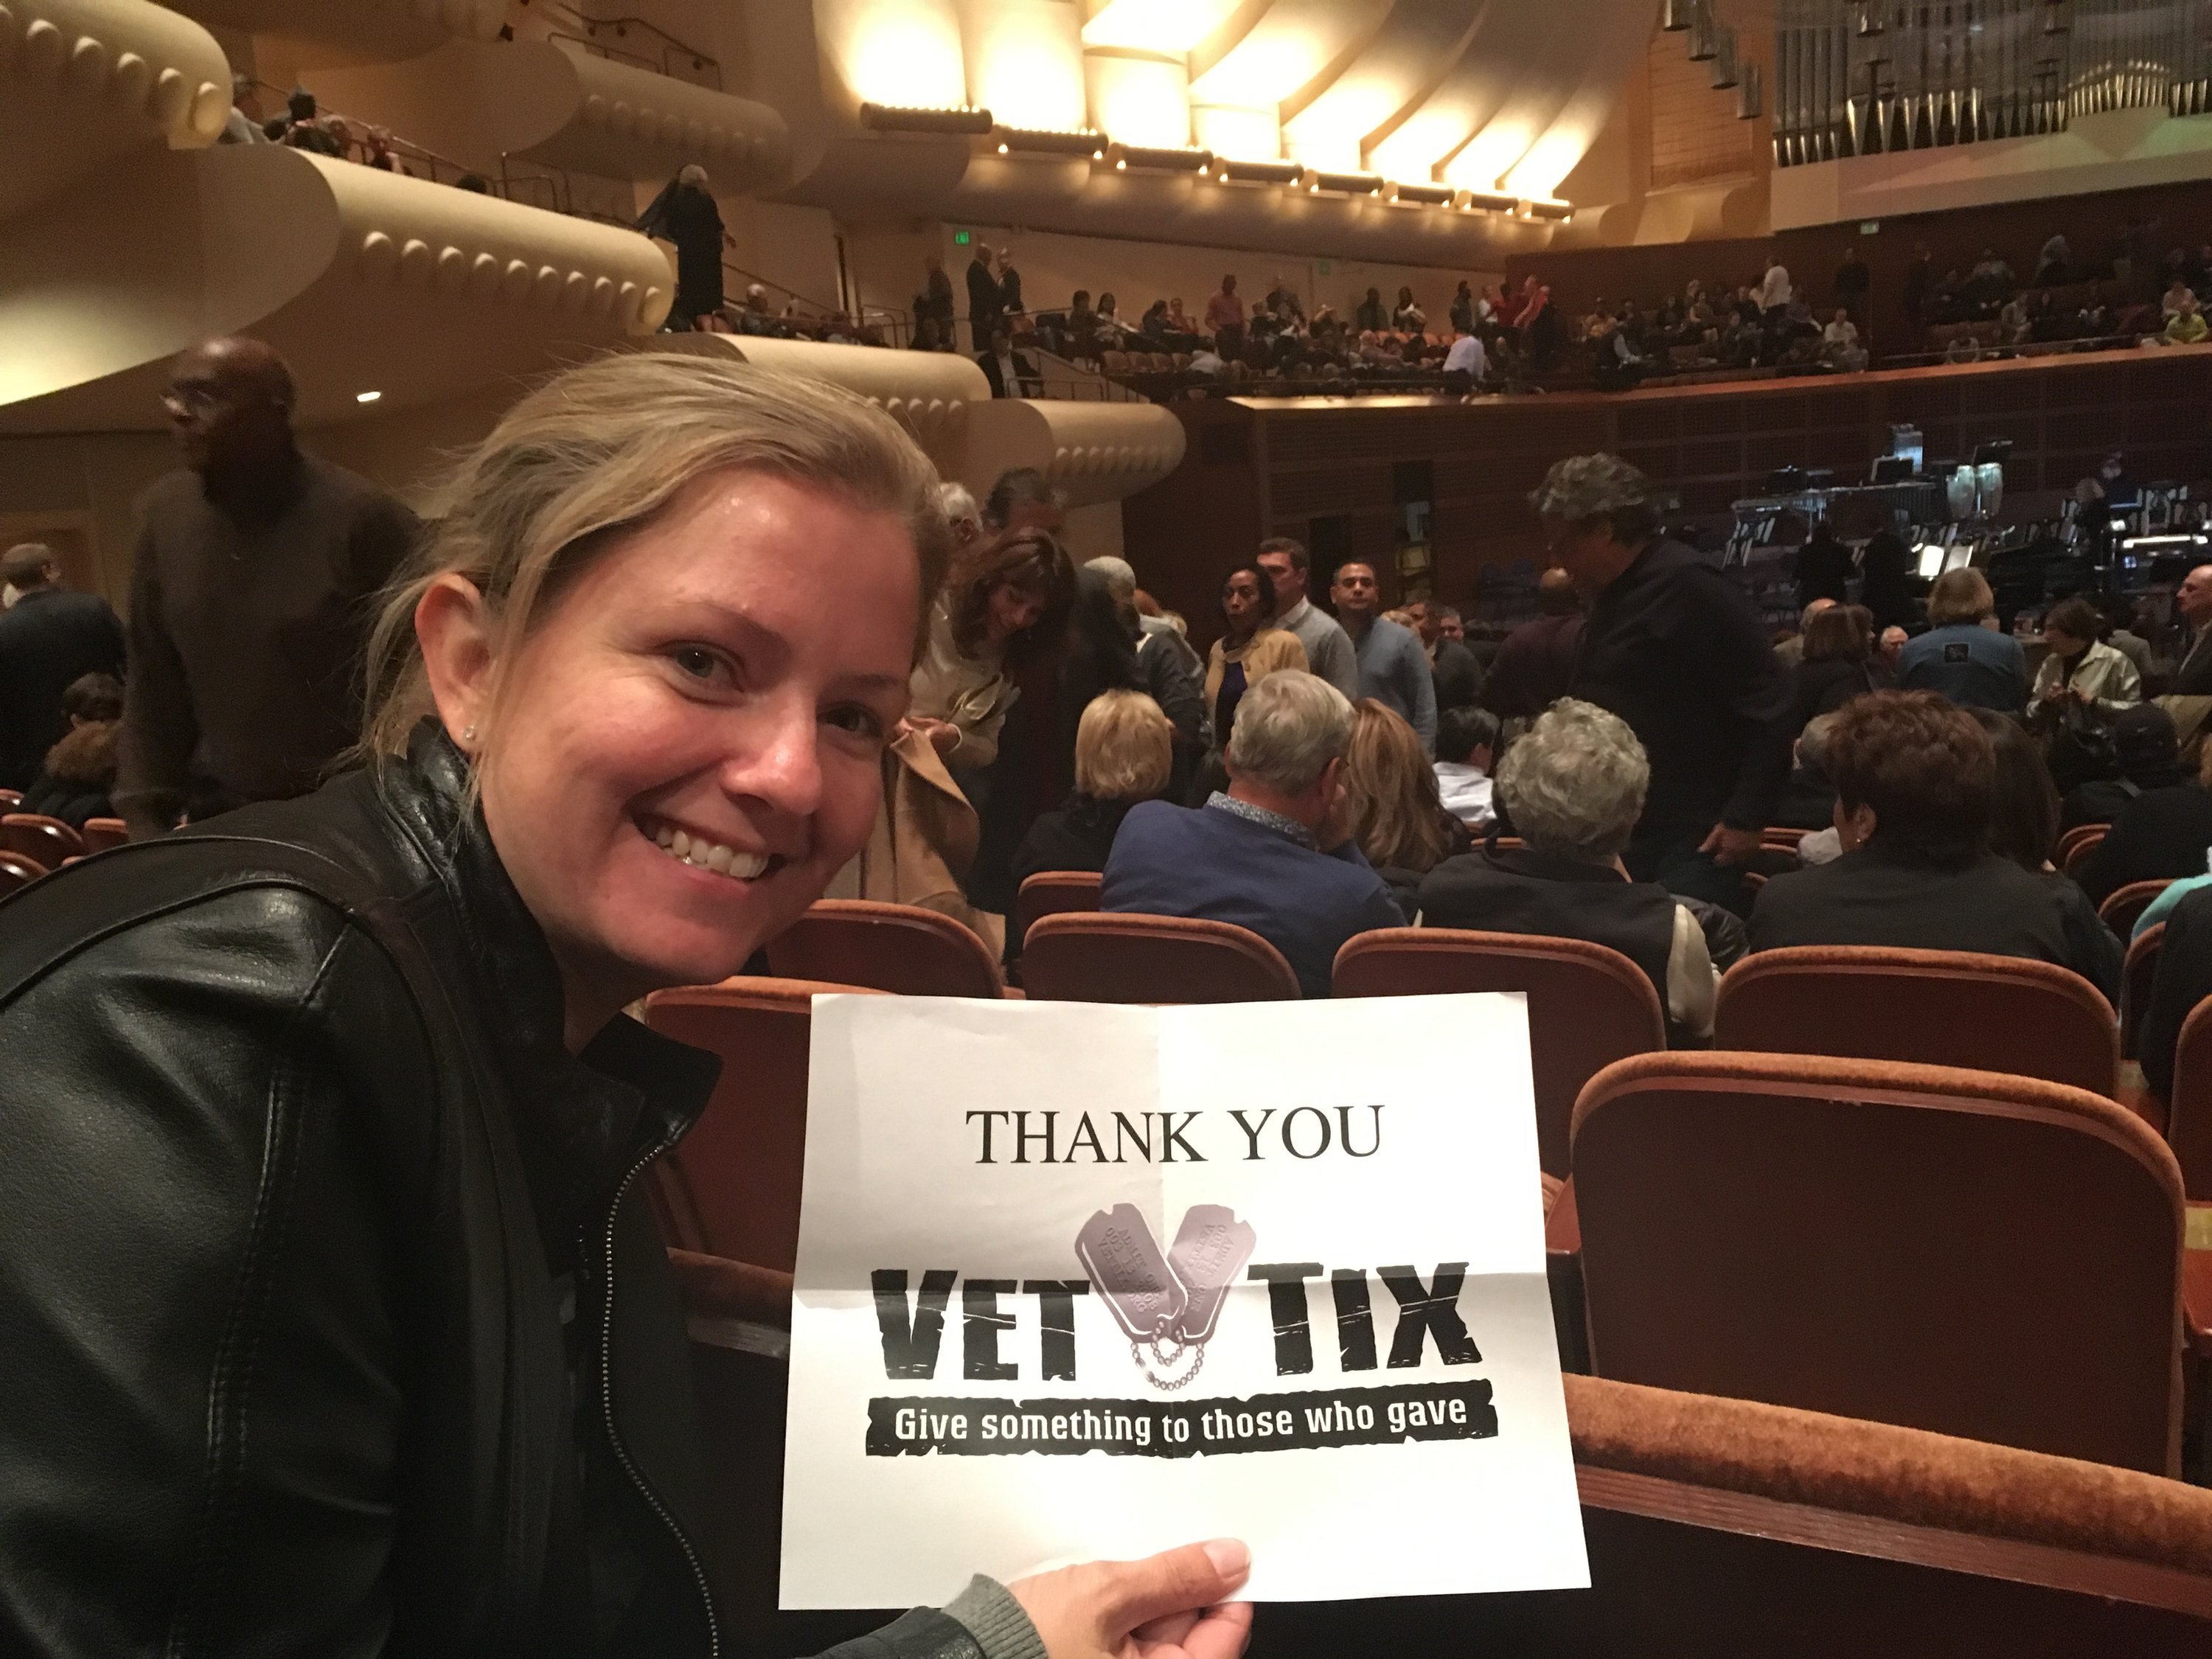 THANK YOU
VET TIX
Give something to those who gave